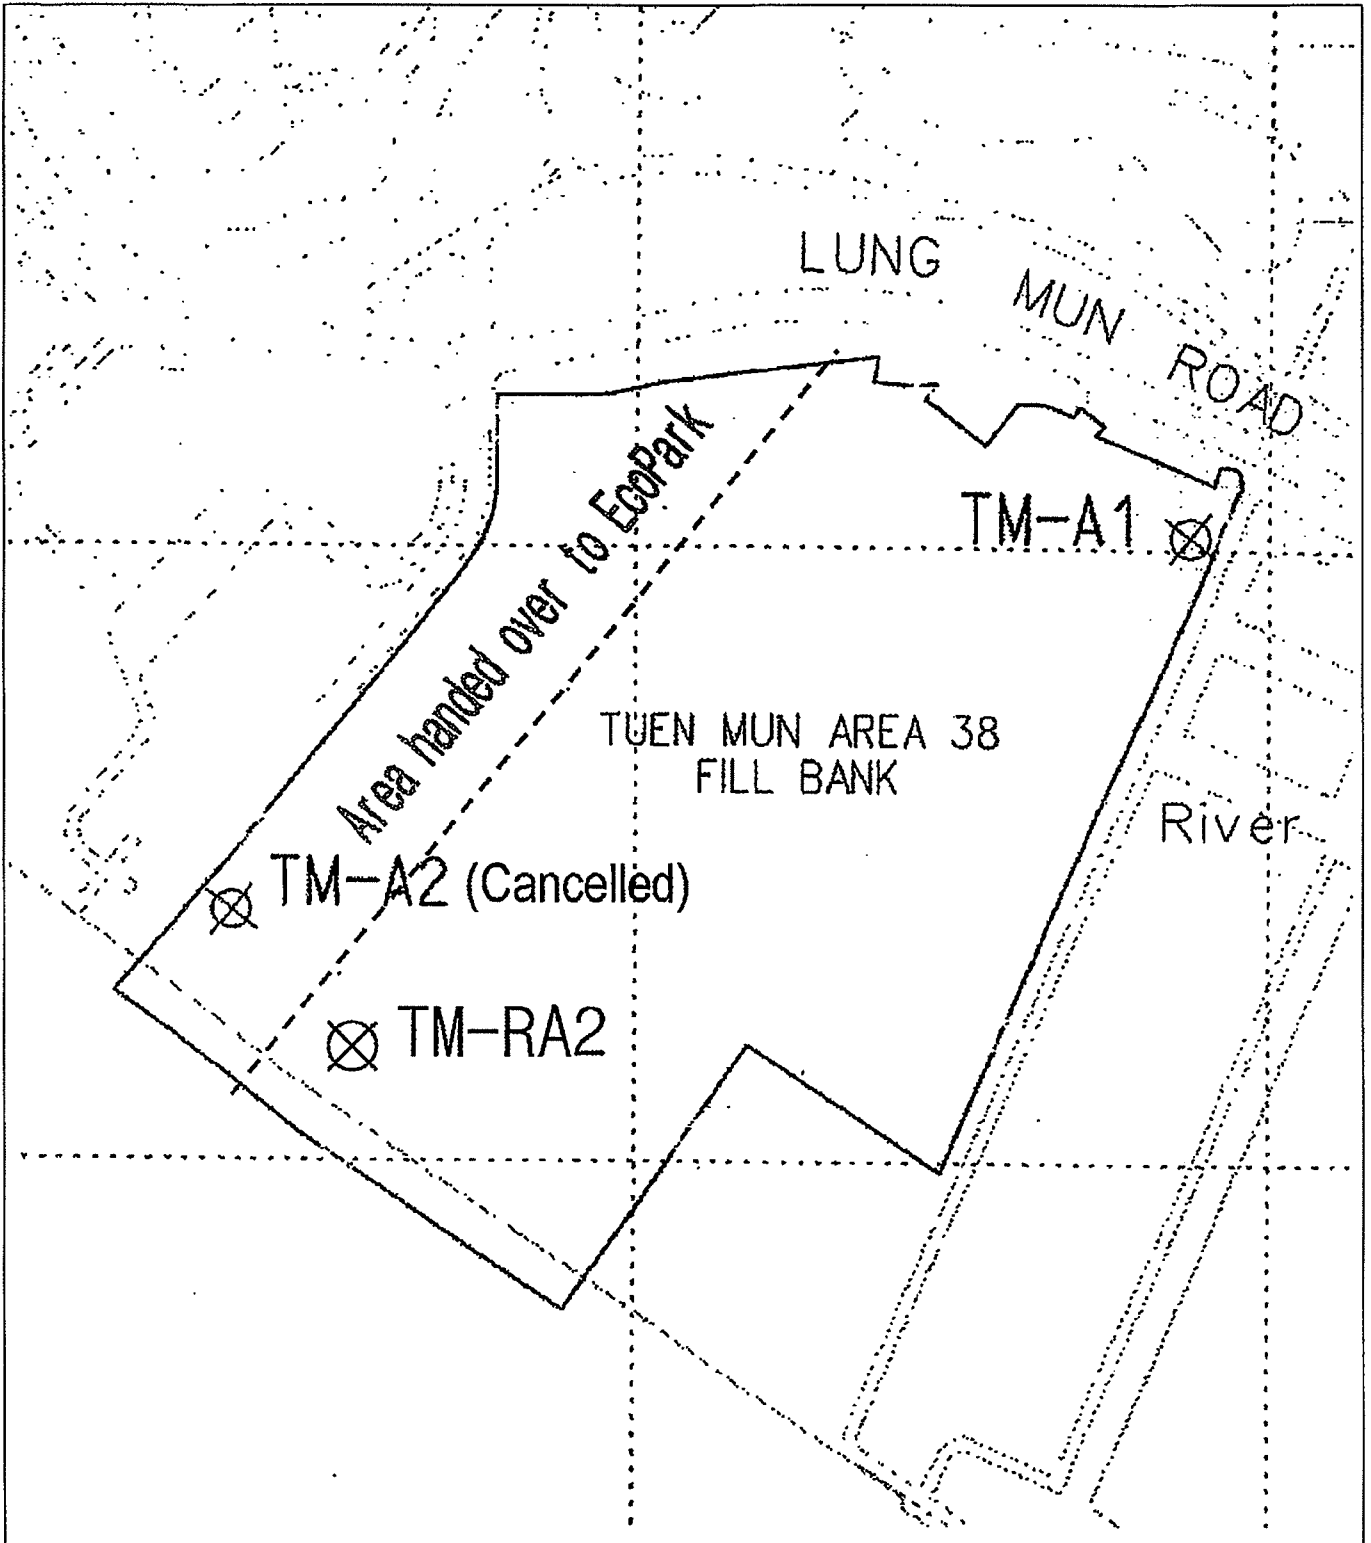 LUNG
MUN
ROAD
Area handed over to EcoPark
TM-A1
TUEN MUN AREA 38
FILL BANK
River
TM-A2 (Cancelled)
TM-RA2